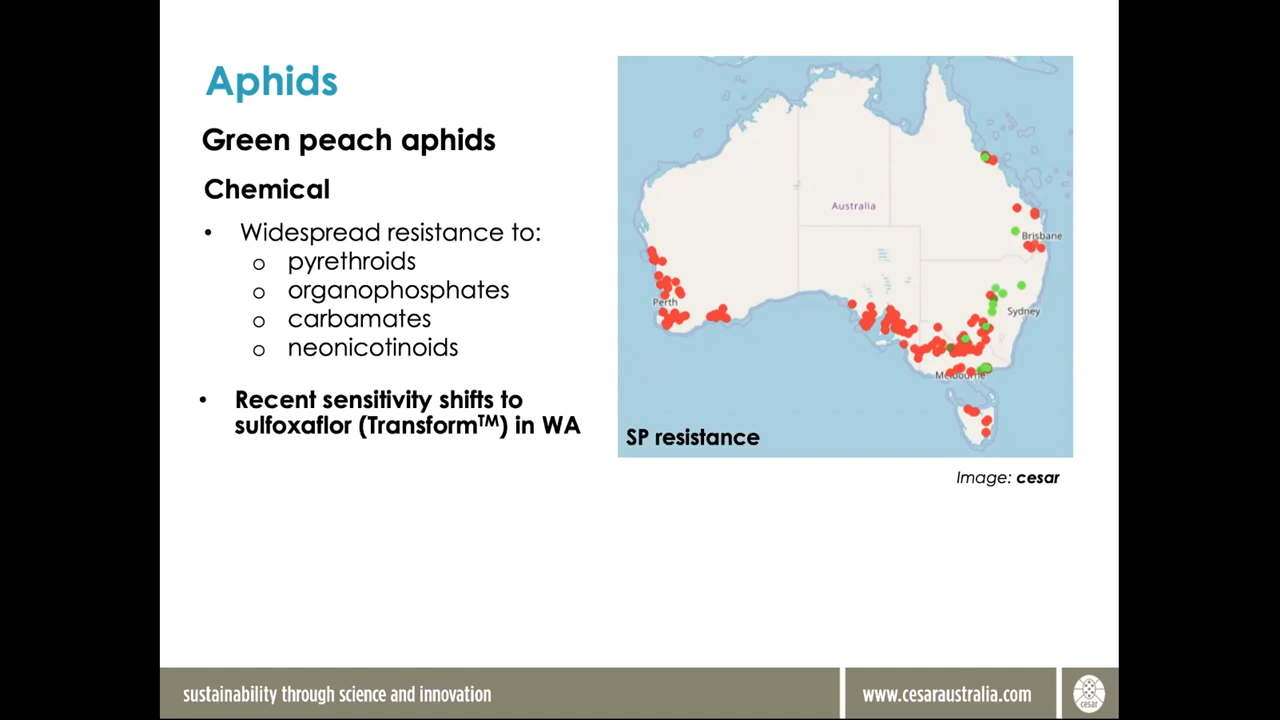 Aphids
Green peach aphids
Chemical
• Widespread resistance to:
o pyrethroids
o organophosphates
o carbamates
o neonicotinoids
• Recent sensitivity shifts to
sulfoxaflor (Transform™) in WA
Australia
Brisbane
Perth
Sydney
Melbourne
SP resistance
Image: cesar
sustainability through science and innovation
www.cesaraustralia.com
cesar